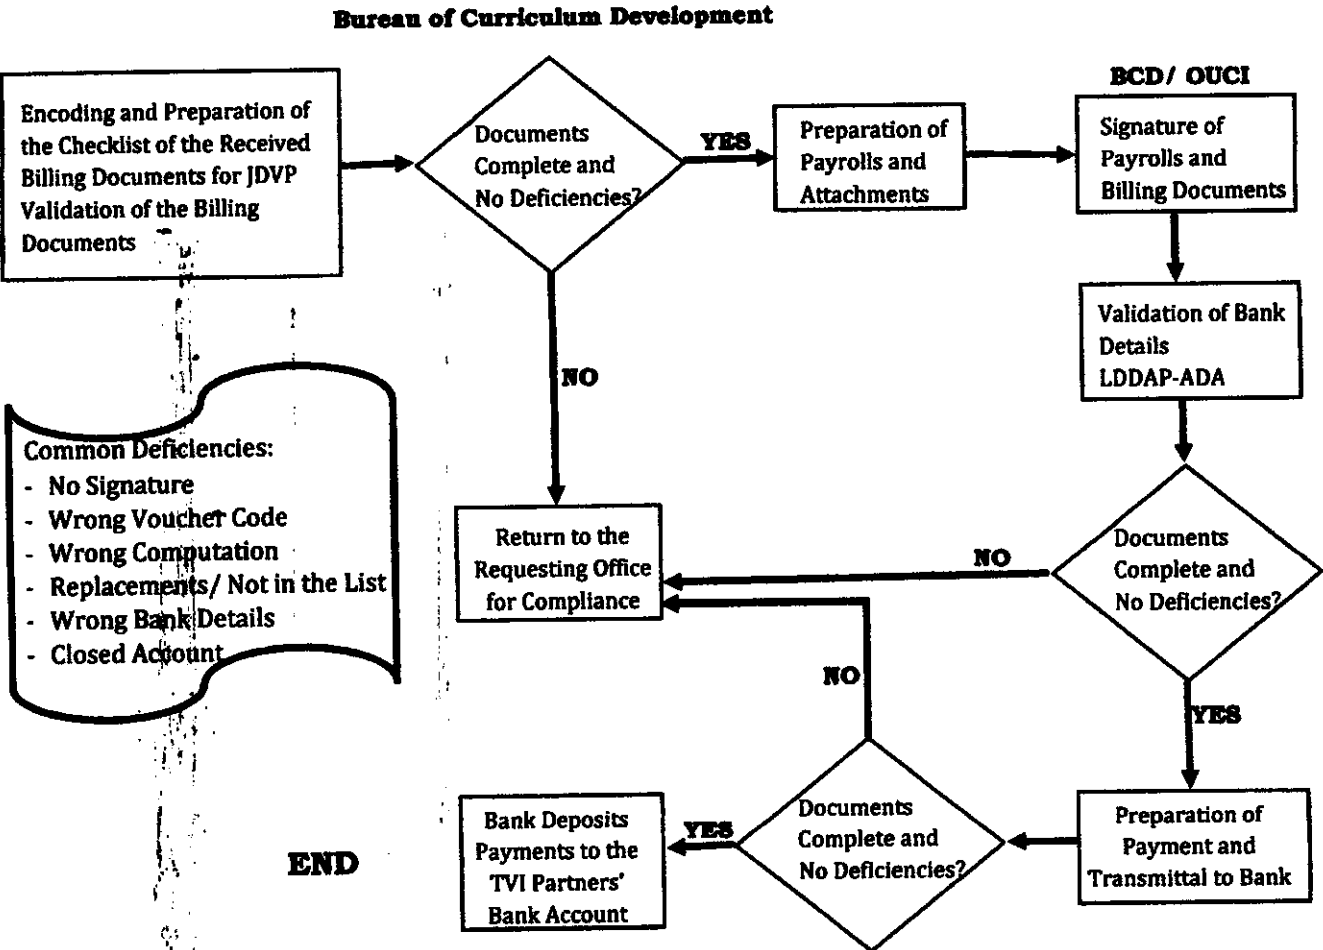 Bureau of Curriculum Development
Encoding and Preparation of
the Checklist of the Received
Billing Documents for JDVP
Validation of the Billing
Documents
Documents
Complete and
No Deficiencies?
YES
Preparation of
Payrolls and
Attachments
BCD/ OUCI
Signature of
Payrolls and
Billing Documents
Validation of Bank
Details
LDDAP-ADA
NO
Common Deficiencies:
- No Signature
- Wrong Voucher Code
- Wrong Computation
- Replacements/ Not in the List
- Wrong Bank Details
- Closed Account
Return to the
Requesting Office
for Compliance
NO
Documents
Complete and
No Deficiencies?
NO
YES
Bank Deposits
Payments to the
TVI Partners'
Bank Account
YES
Documents
Complete and
No Deficiencies?
Preparation of
Payment and
Transmittal to Bank
END